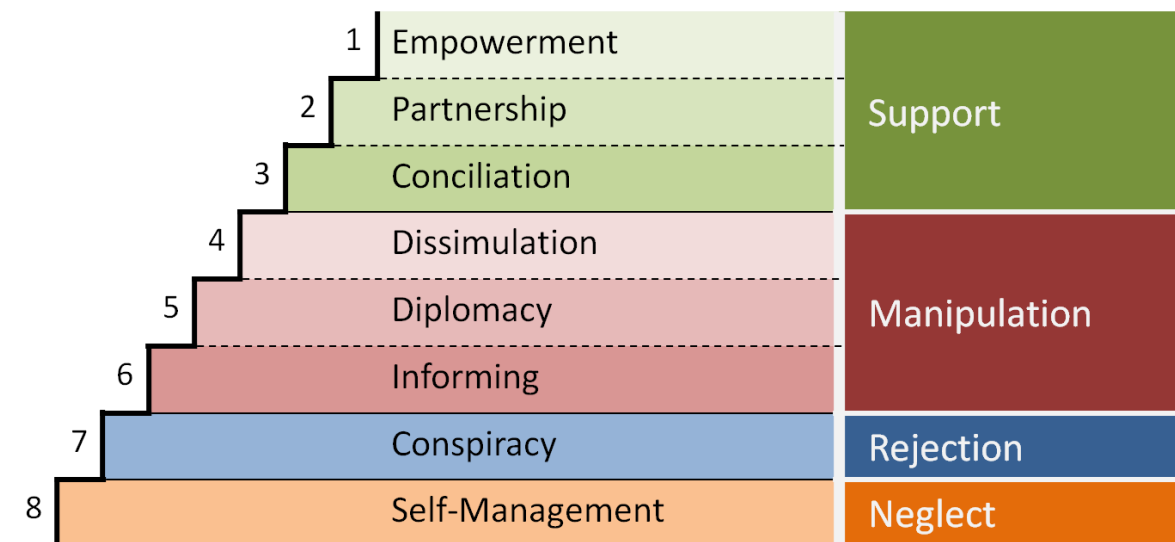 1 Empowerment
2 Partnership
Support
3 Conciliation
4 Dissimulation
5 Diplomacy
Manipulation
6 Informing
7 Conspiracy
Rejection
8 Self-Management
Neglect